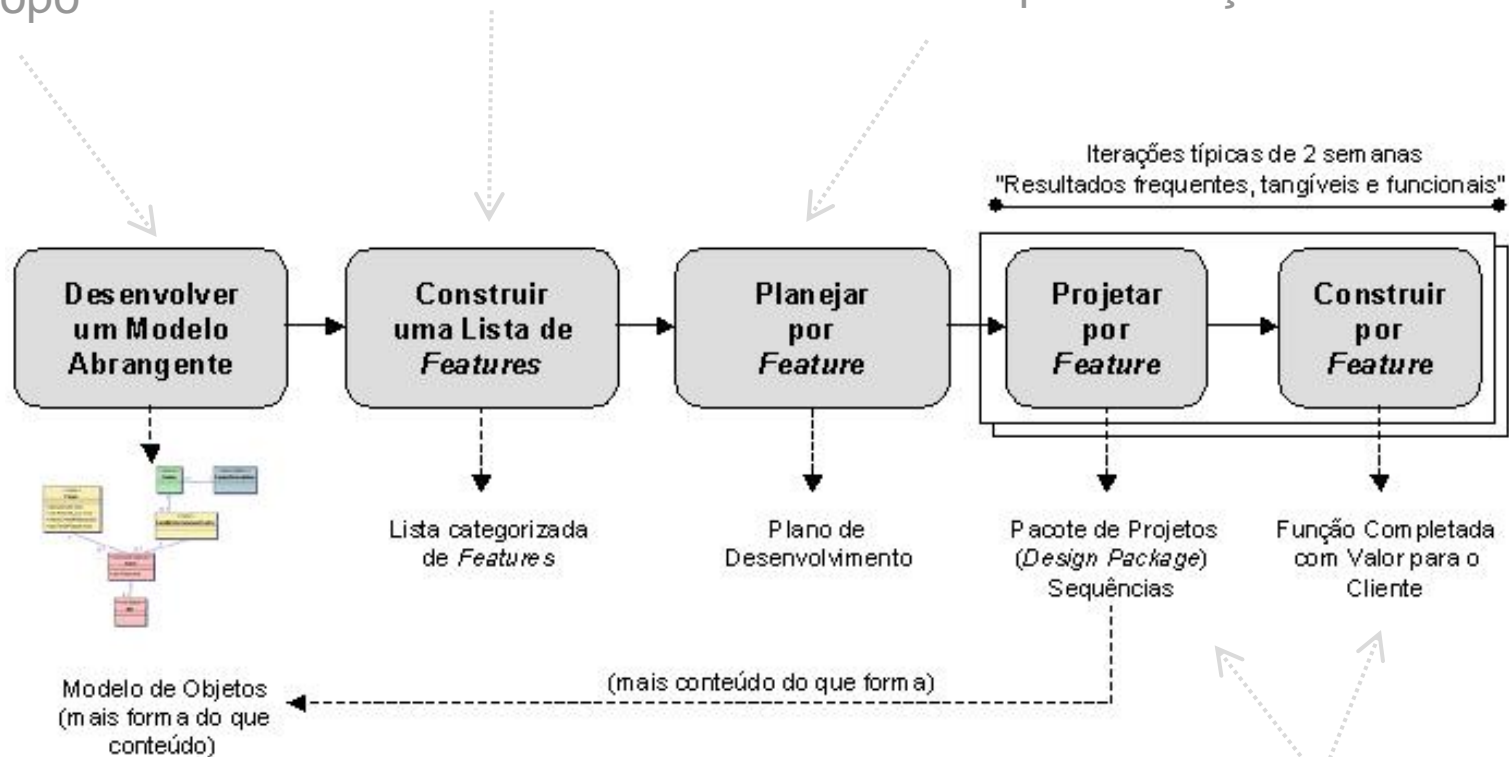 Iterações típicas de 2 semanas
"Resultados frequentes, tangíveis e funcionais"
Desenvolver
um Modelo
Abrangente
Construir
uma Lista de
Features
Planejar
por
Feature
Projetar
por
Feature
Construir
por
Feature
Lista categorizada
de Features
Plano de
Desenvolvimento
Pacote de Projetos
(Design Package)
Sequências
Função Completada
com Valor para o
Cliente
(mais conteúdo do que forma)
Modelo de Objetos
(mais forma do que
conteúdo)